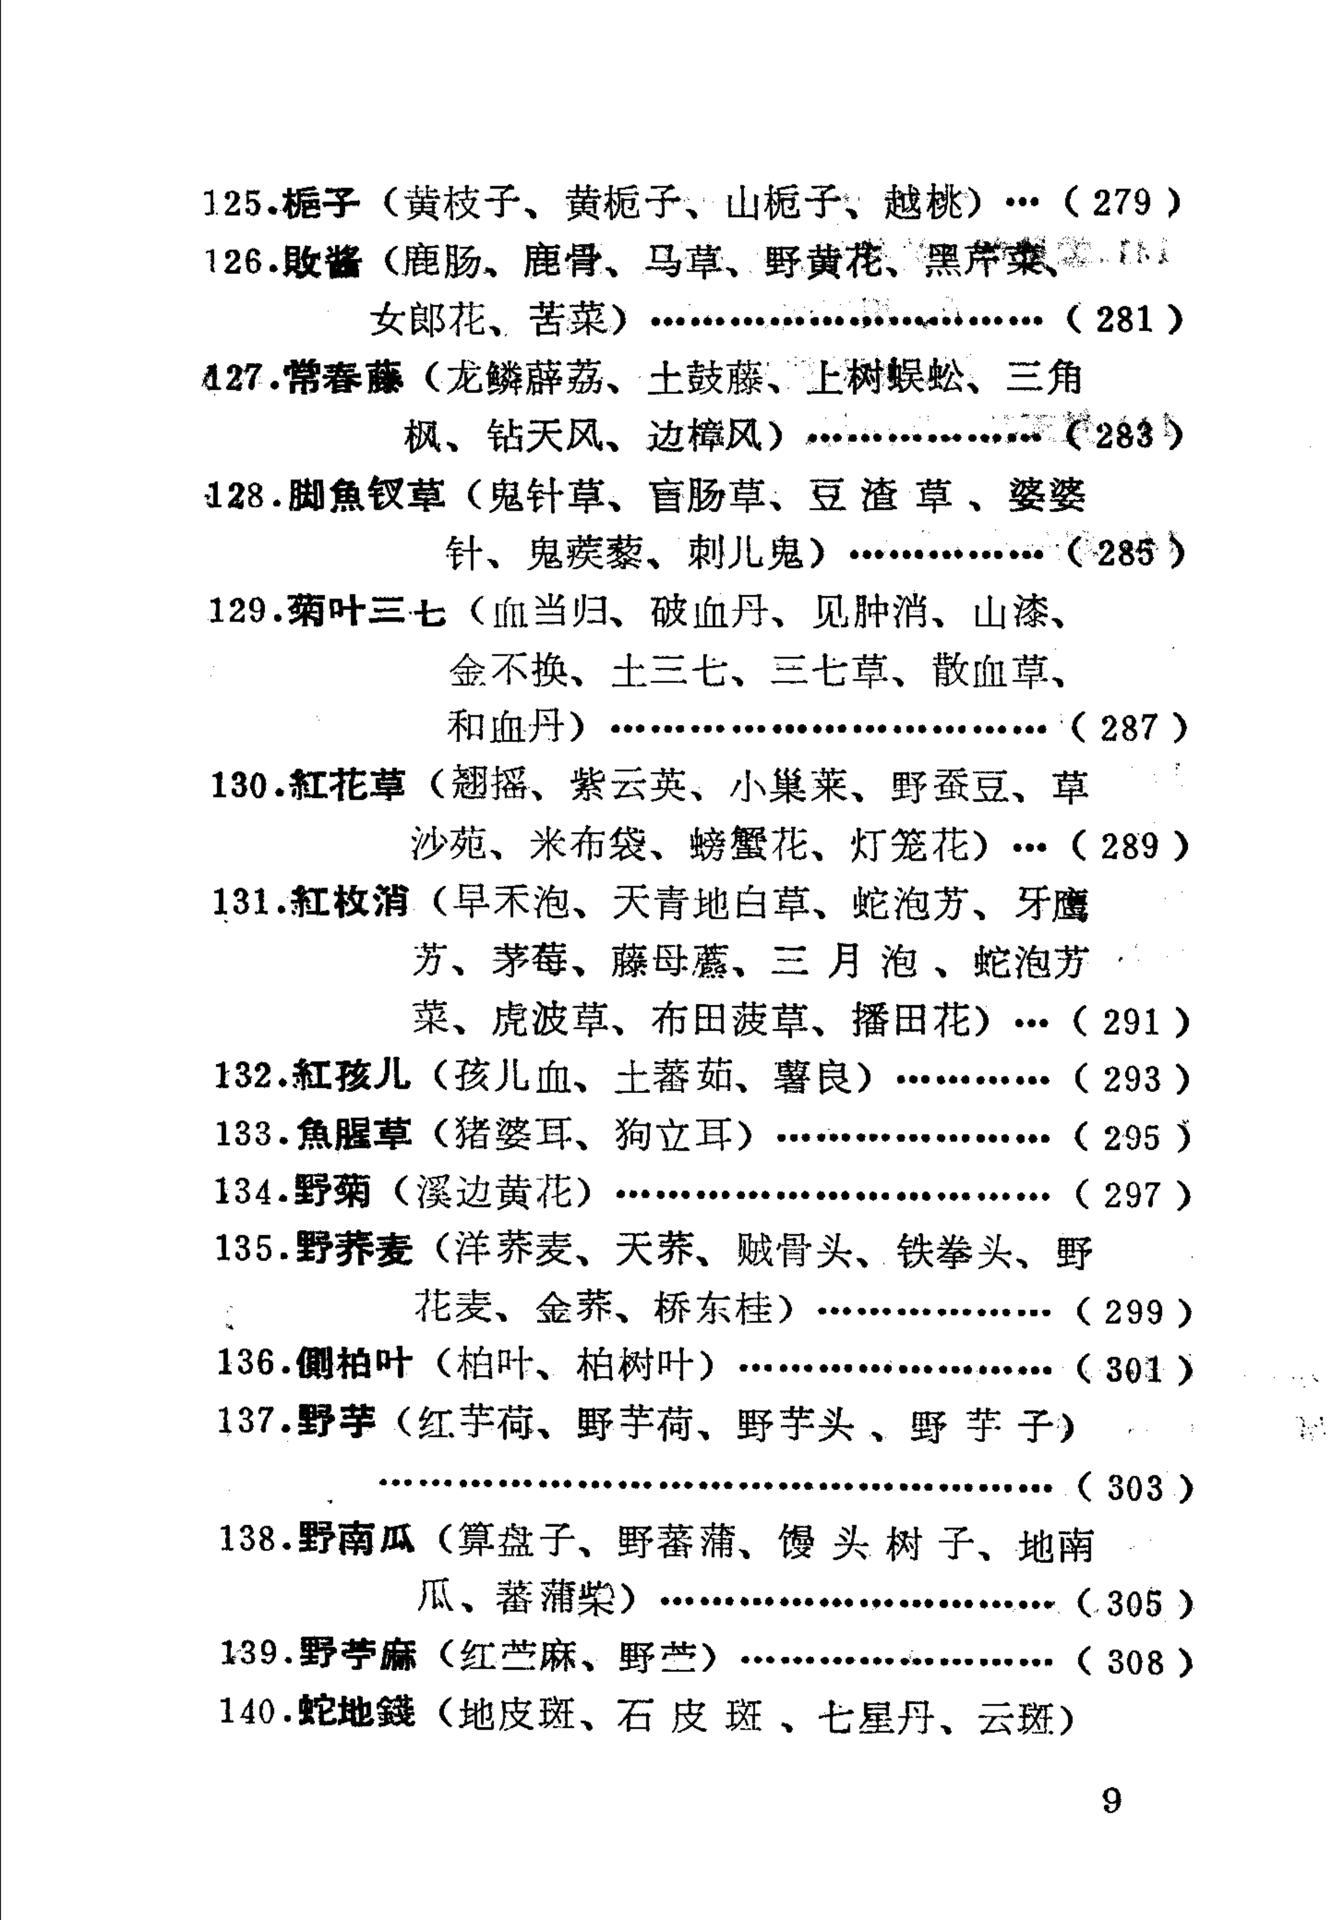 125.梔子（黄枝子、黄栀子、山栀子、越桃）…（279）
126.敗酱（鹿肠、鹿骨、马草、野黄花、黑芹菜、
女郎花、苦菜）……………………………（281）
127.常春藤（龙鳞薜荔、土鼓藤、上树蜈蚣、三角
枫、钻天风、边樟风）………………（283）
128.脚魚钗草（鬼针草、盲肠草、豆渣草、婆婆
针、鬼蒺藜、刺儿鬼）……………（285）
129.菊叶三七（血当归、破血丹、见肿消、山漆、
金不换、土三七、三七草、散血草、
和血丹）………………………………（287）
130.紅花草（翘摇、紫云英、小巢莱、野蚕豆、草
沙苑、米布袋、螃蟹花、灯笼花）…（289）
131.紅枚消（早禾泡、天青地白草、蛇泡艻、牙鹰
艻、茅莓、藤母藨、三月泡、蛇泡艻
菜、虎波草、布田菠草、播田花）…（291）
132.紅孩儿（孩儿血、土蕃茹、薯良）…………（293）
133.魚腥草（猪婆耳、狗立耳）…………………（295）
134.野菊（溪边黄花）……………………………（297）
135.野荞麦（洋荞麦、天荞、贼骨头、铁拳头、野
花麦、金荞、桥东桂）………………（299）
136.側柏叶（柏叶、柏树叶）……………………（301）
137.野芋（红芋荷、野芋荷、野芋头、野芋子）
……………………………………………（303）
138.野南瓜（算盘子、野蕃蒲、馒头树子、地南
瓜、蕃蒲柴）…………………………（305）
139.野苧麻（红苎麻、野苎）……………………（308）
140.蛇地錢（地皮斑、石皮斑、七星丹、云斑）
9